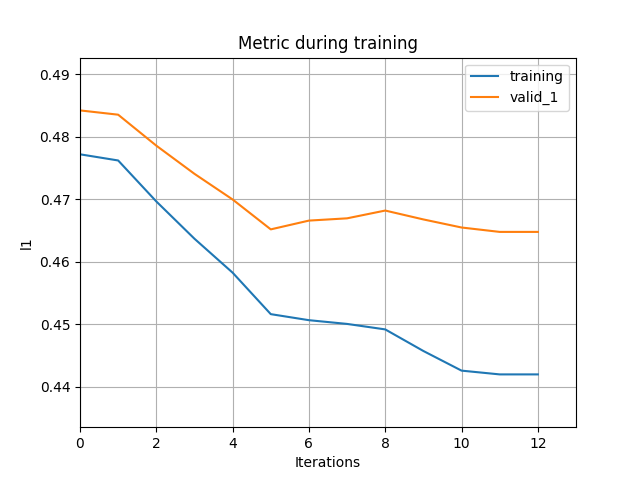 Metric during training
training
valid_1
0.49
0.48
0.47
0.46
0.45
0.44
l1
0 2 4 6 8 10 12
Iterations